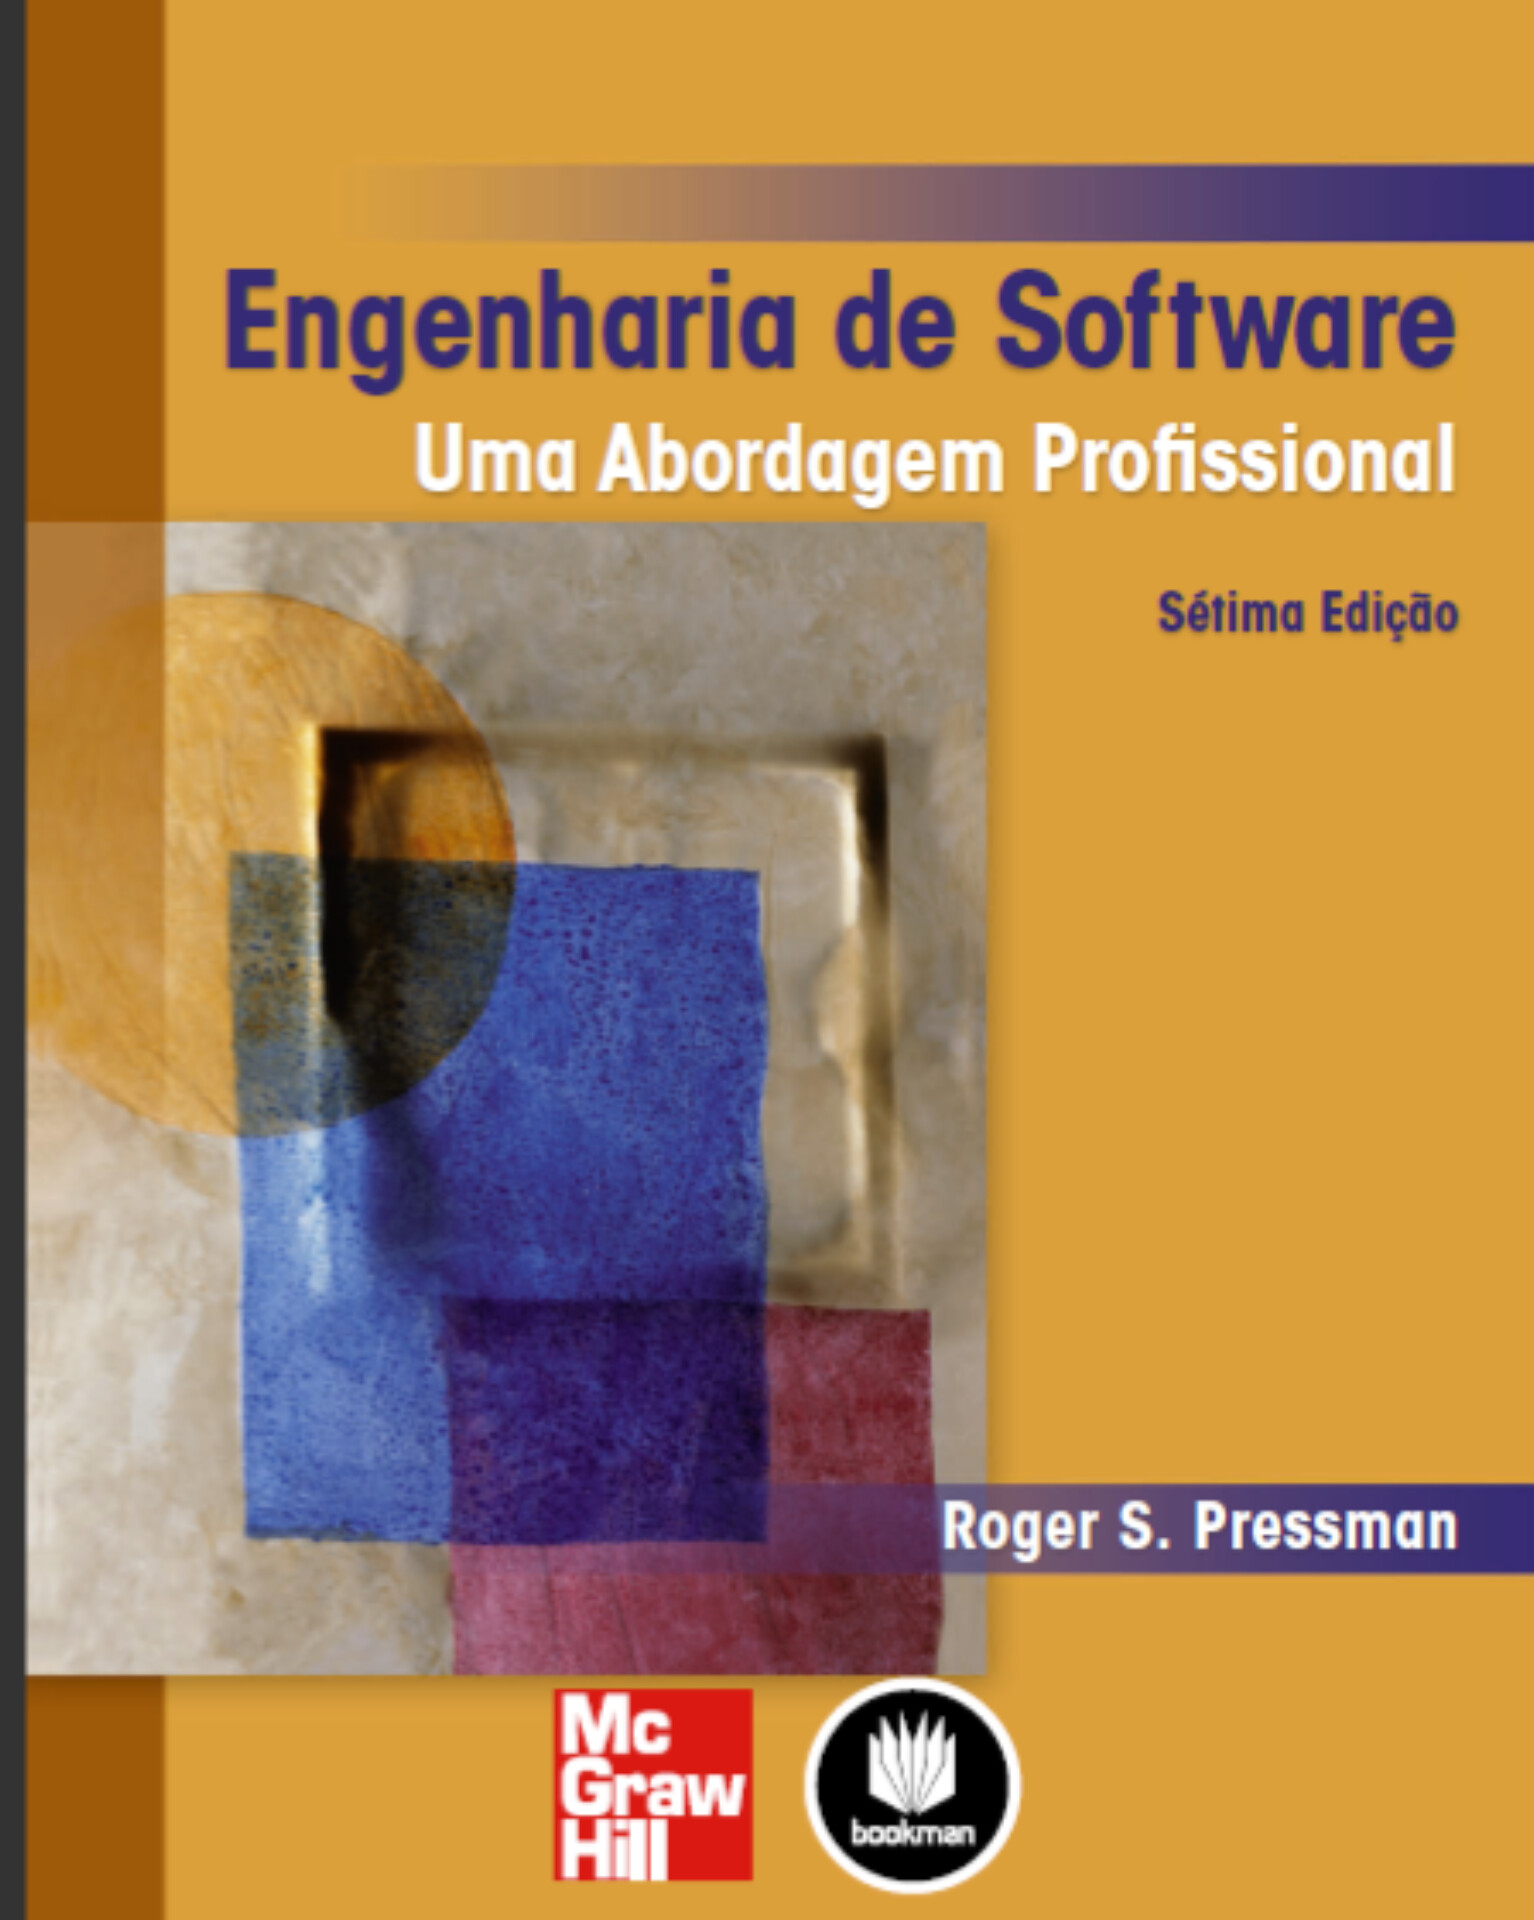 Engenharia de Software
Uma Abordagem Profissional
Sétima Edição
Roger S. Pressman
Mc
Graw
Hill
bookman